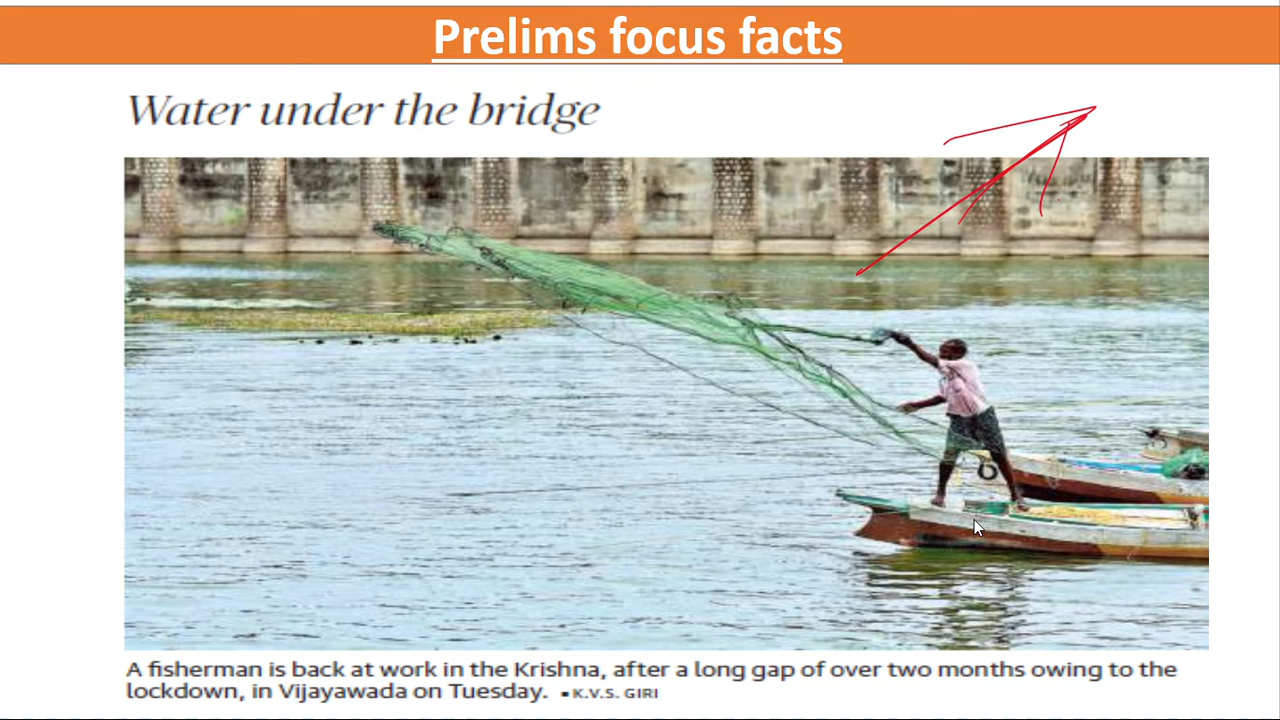 Prelims focus facts
Water under the bridge
A fisherman is back at work in the Krishna, after a long gap of over two months owing to the
lockdown, in Vijayawada on Tuesday. ▪K.V.S. GIRI